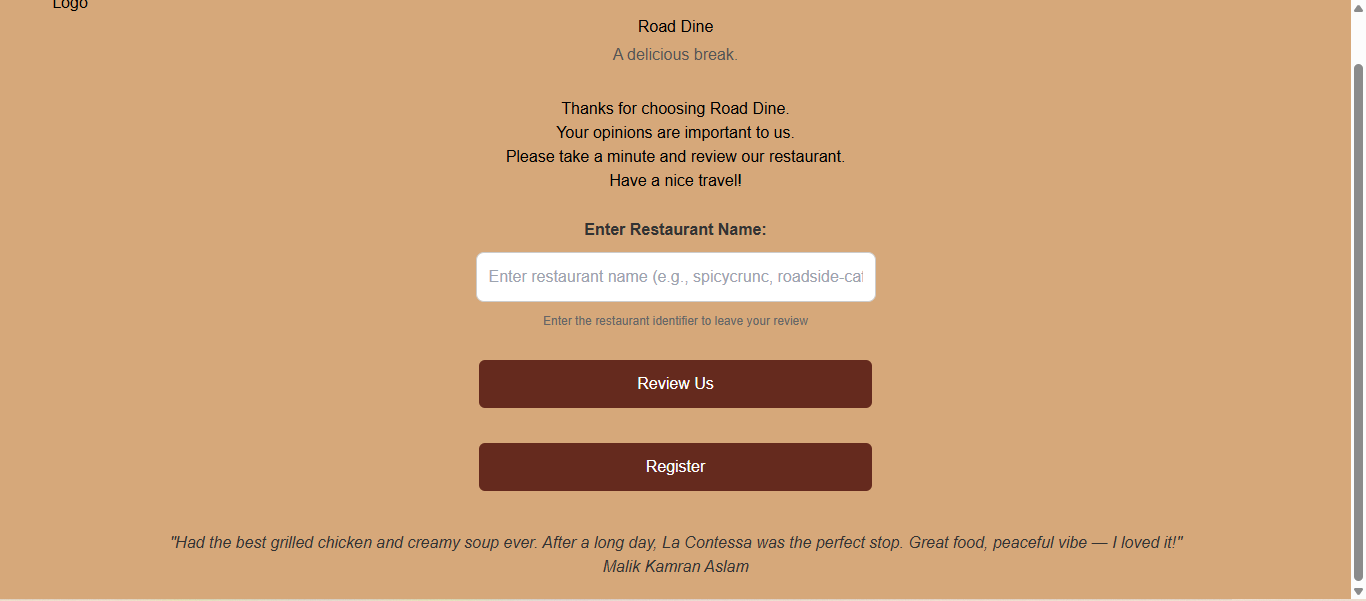 Logo
Road Dine
A delicious break.
Thanks for choosing Road Dine.
Your opinions are important to us.
Please take a minute and review our restaurant.
Have a nice travel!
Enter Restaurant Name:
Enter restaurant name (e.g., spicycrunc, roadside-caf
Enter the restaurant identifier to leave your review
Review Us
Register
"Had the best grilled chicken and creamy soup ever. After a long day, La Contessa was the perfect stop. Great food, peaceful vibe — I loved it!"
Malik Kamran Aslam